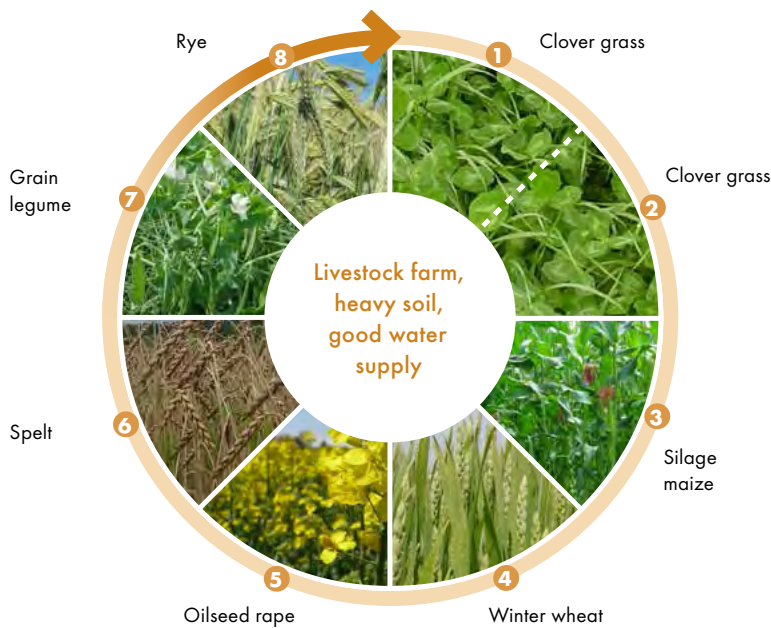 1
Clover grass
2
Clover grass
3
Silage
maize
4
Winter wheat
5
Oilseed rape
6
Spelt
7
Grain
legume
8
Rye
Livestock farm,
heavy soil,
good water
supply